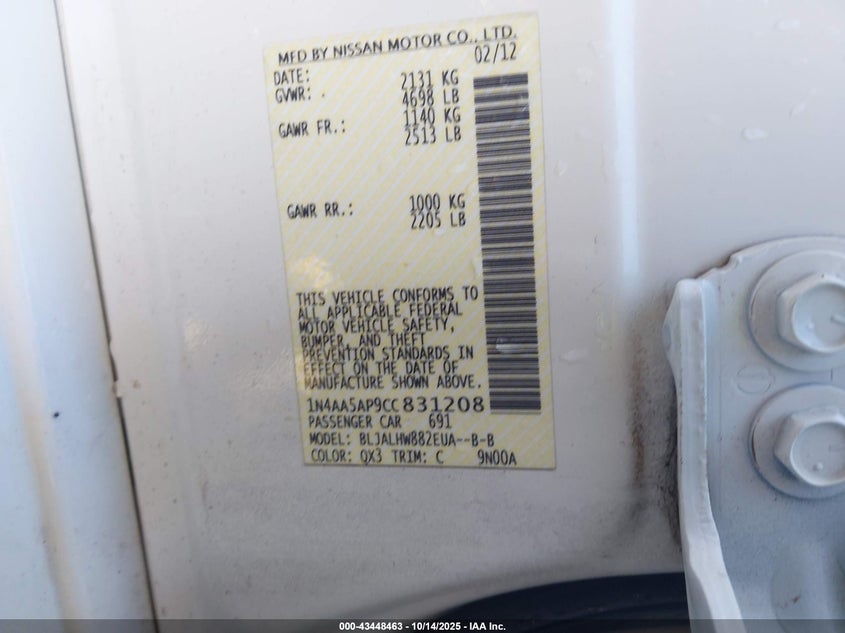 MFD BY NISSAN MOTOR CO., LTD.
DATE: 02/12
GVWR: . 2131 KG
4698 LB
GAWR FR.: 1140 KG
2513 LB
GAWR RR.: 1000 KG
2205 LB
THIS VEHICLE CONFORMS TO
ALL APPLICABLE FEDERAL
MOTOR VEHICLE SAFETY,
BUMPER, AND THEFT
PREVENTION STANDARDS IN
EFFECT ON THE DATE OF
MANUFACTURE SHOWN ABOVE.
1N4AA5AP9CC831208
PASSENGER CAR 691
MODEL: BLJALHW882EUA--B-B
COLOR: QX3 TRIM: C 9N00A
000-43448463 | 10/14/2025 - IAA Inc.